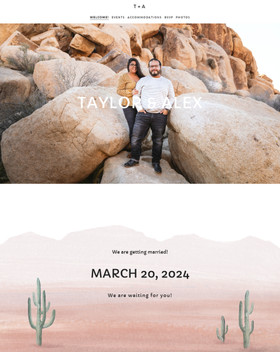 T + A
WELCOME! EVENTS ACCOMMODATIONS RSVP PHOTOS
TAYLOR & ALEX
We are getting married!
MARCH 20, 2024
We are waiting for you!